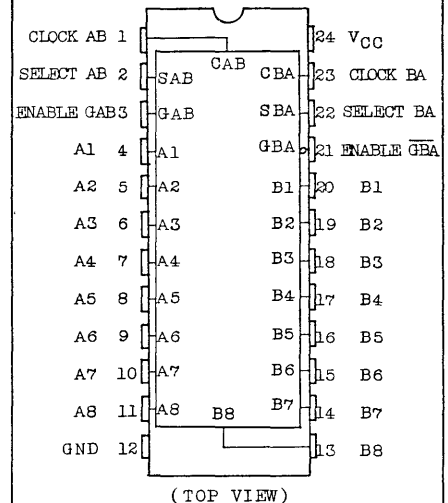 CLOCK AB 1 24 VCC
CAB
SELECT AB 2 SAB CBA 23 CLOCK BA
ENABLE GAB 3 GAB SBA 22 SELECT BA
A1 4 A1 GBA 21 ENABLE G̅B̅A̅
A2 5 A2 B1 20 B1
A3 6 A3 B2 19 B2
A4 7 A4 B3 18 B3
A5 8 A5 B4 17 B4
A6 9 A6 B5 16 B5
A7 10 A7 B6 15 B6
A8 11 A8 B8 B7 14 B7
GND 12 13 B8
(TOP VIEW)